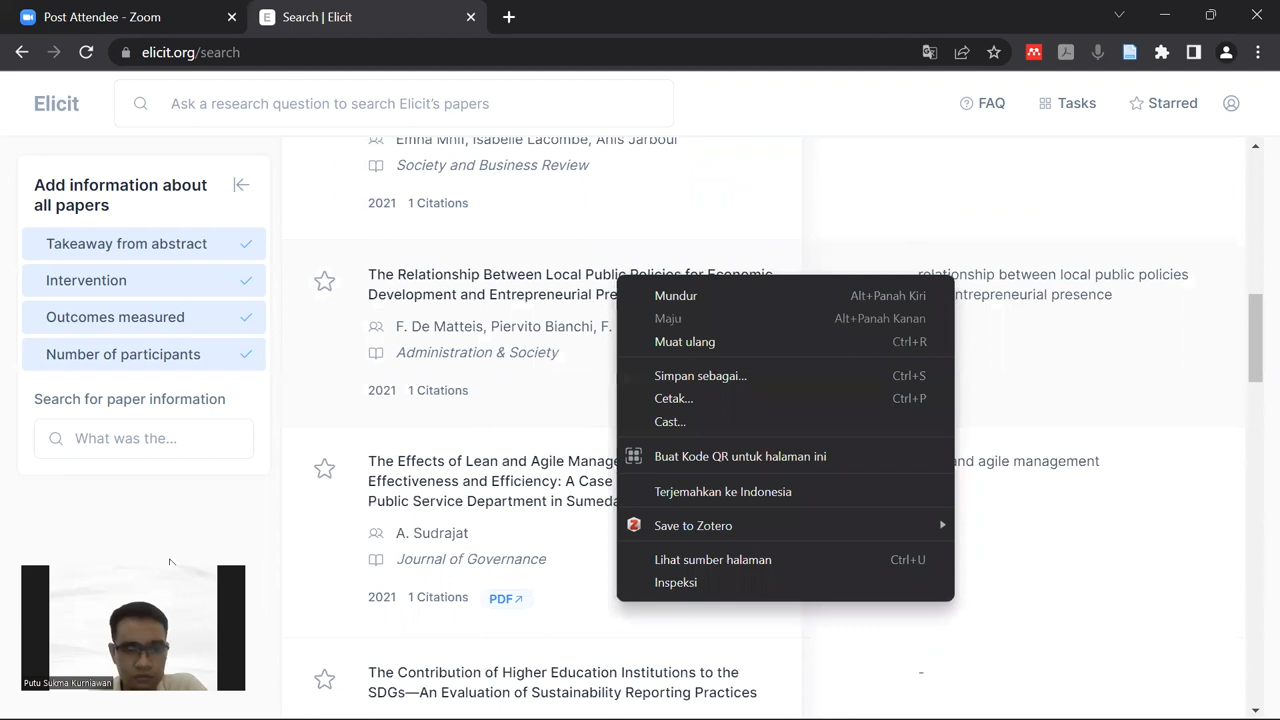 Post Attendee - Zoom
Search | Elicit
elicit.org/search
Elicit
Ask a research question to search Elicit's papers
FAQ
Tasks
Starred
Add information about
all papers
Takeaway from abstract
Intervention
Outcomes measured
Number of participants
Search for paper information
What was the...
Emna Mnif, Isabelle Lacombe, Anis Jarboui
Society and Business Review
2021 1 Citations
The Relationship Between Local Public Policies for Economic
Development and Entrepreneurial Pre
F. De Matteis, Piervito Bianchi, F.
Administration & Society
2021 1 Citations
relationship between local public policies
entrepreneurial presence
The Effects of Lean and Agile Manage
Effectiveness and Efficiency: A Case
Public Service Department in Sumeda
A. Sudrajat
Journal of Governance
2021 1 Citations PDF
and agile management
The Contribution of Higher Education Institutions to the
SDGs—An Evaluation of Sustainability Reporting Practices
-
Mundur Alt+Panah Kiri
Maju Alt+Panah Kanan
Muat ulang Ctrl+R
Simpan sebagai... Ctrl+S
Cetak... Ctrl+P
Cast...
Buat Kode QR untuk halaman ini
Terjemahkan ke Indonesia
Save to Zotero
Lihat sumber halaman Ctrl+U
Inspeksi
Putu Sukma Kurniawan